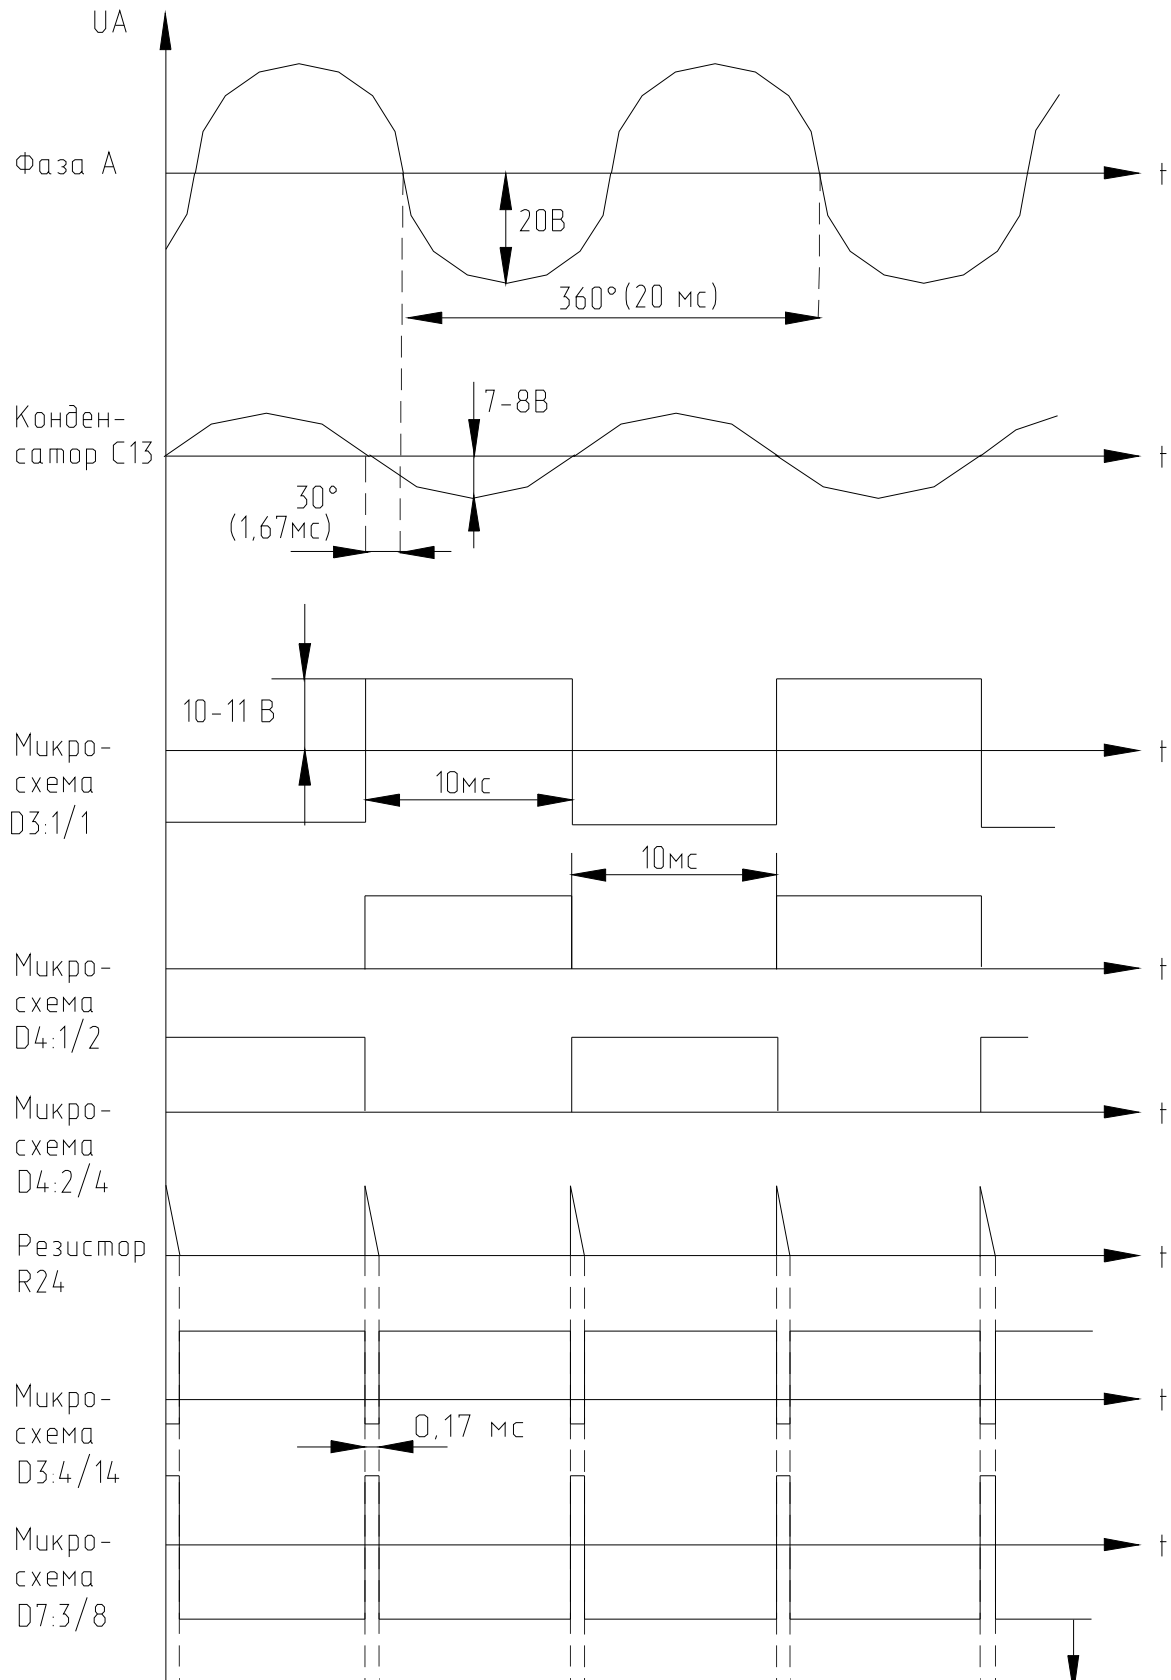 UA
Фаза А
t
20В
360°(20 мс)
7-8В
Конден-
сатор С13
t
30°
(1,67мс)
10-11 В
Микро-
схема
D3:1/1
t
10мс
10мс
Микро-
схема
D4:1/2
t
Микро-
схема
D4:2/4
t
Резистор
R24
t
Микро-
схема
D3:4/14
t
0,17 мс
Микро-
схема
D7:3/8
t